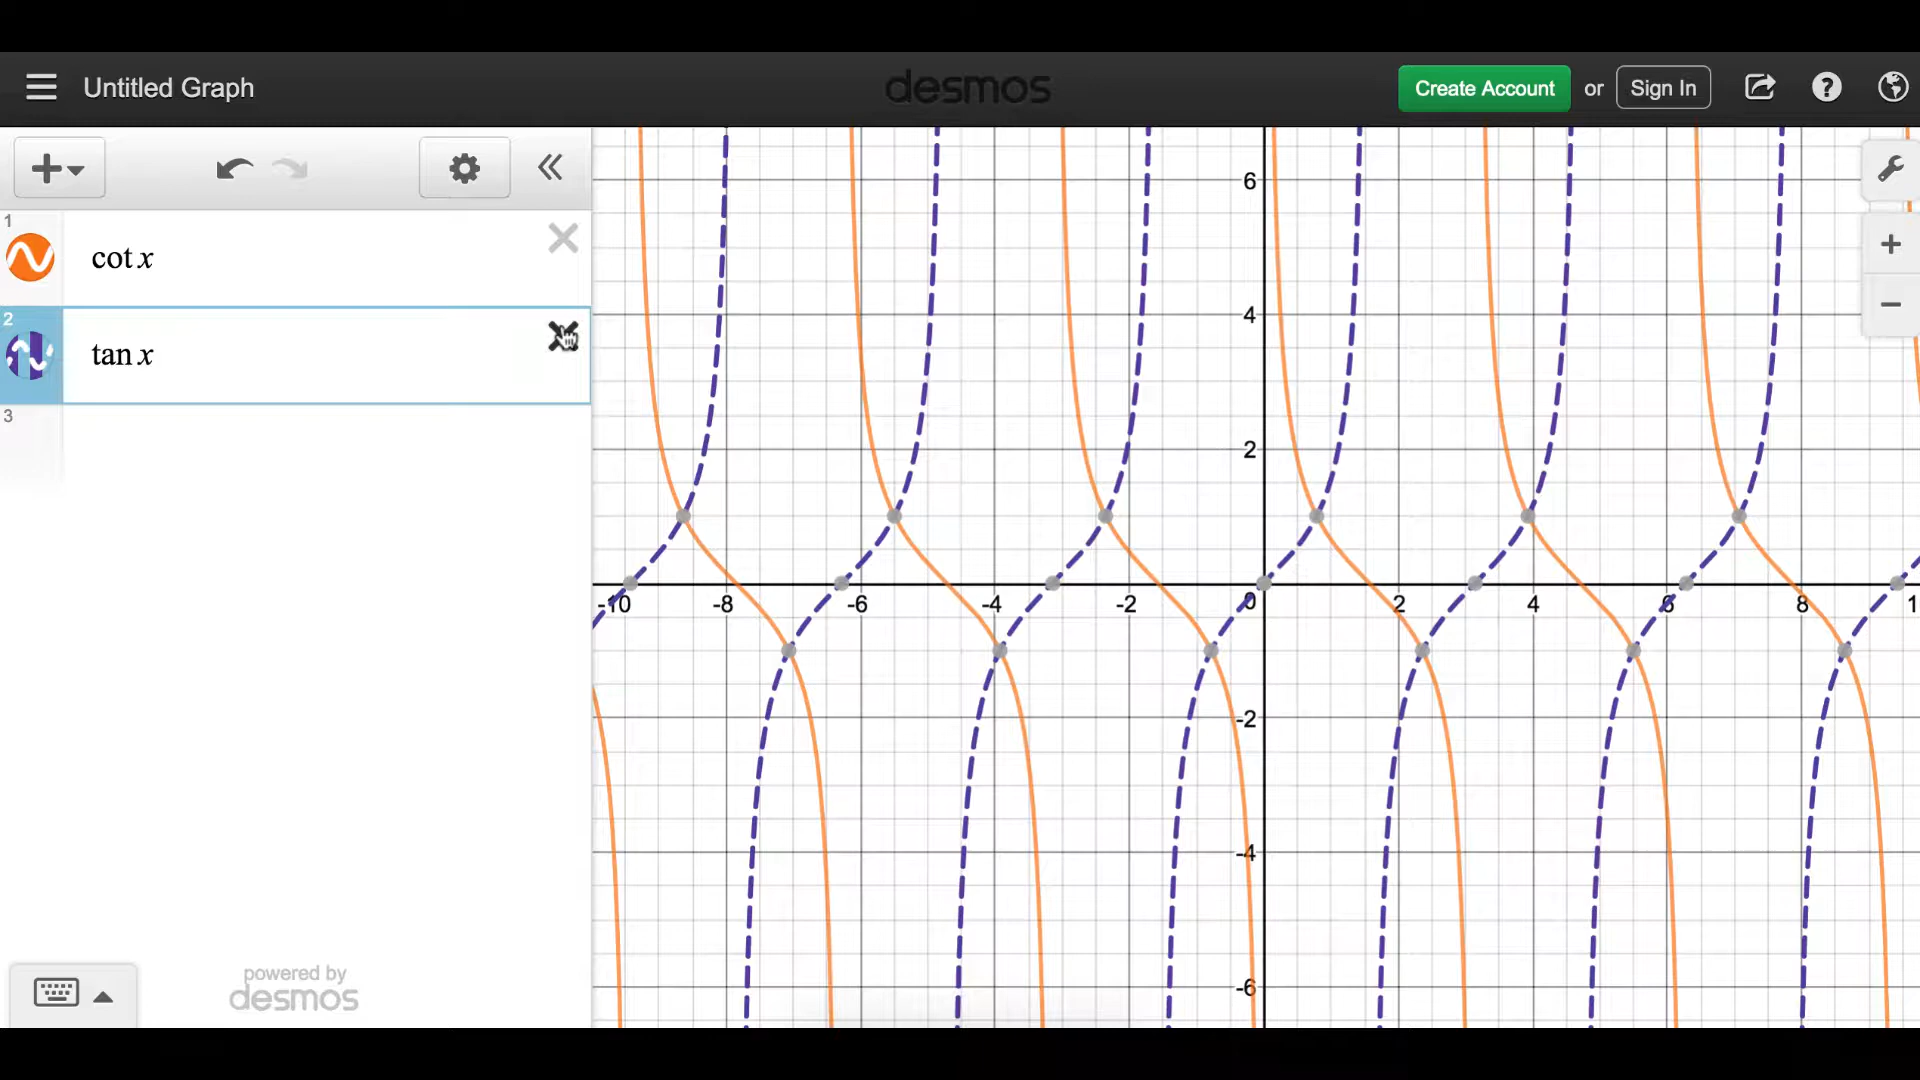 Untitled Graph
desmos
Create Account or Sign In
1
cot x
2
tan x
3
6
4
2
-10 -8 -6 -4 -2 0 2 4 6 8 1
-2
-4
-6
powered by
desmos